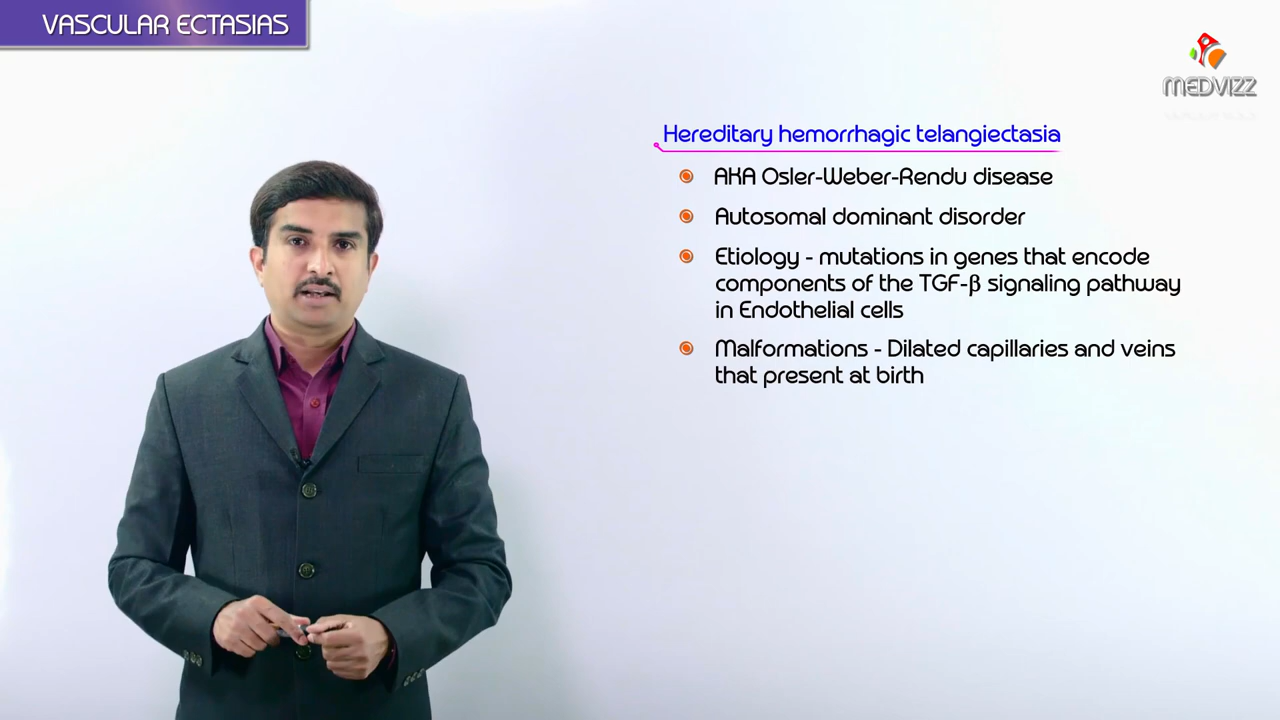 VASCULAR ECTASIAS
MEDVIZZ
Hereditary hemorrhagic telangiectasia
AKA Osler-Weber-Rendu disease
Autosomal dominant disorder
Etiology - mutations in genes that encode
components of the TGF-β signaling pathway
in Endothelial cells
Malformations - Dilated capillaries and veins
that present at birth